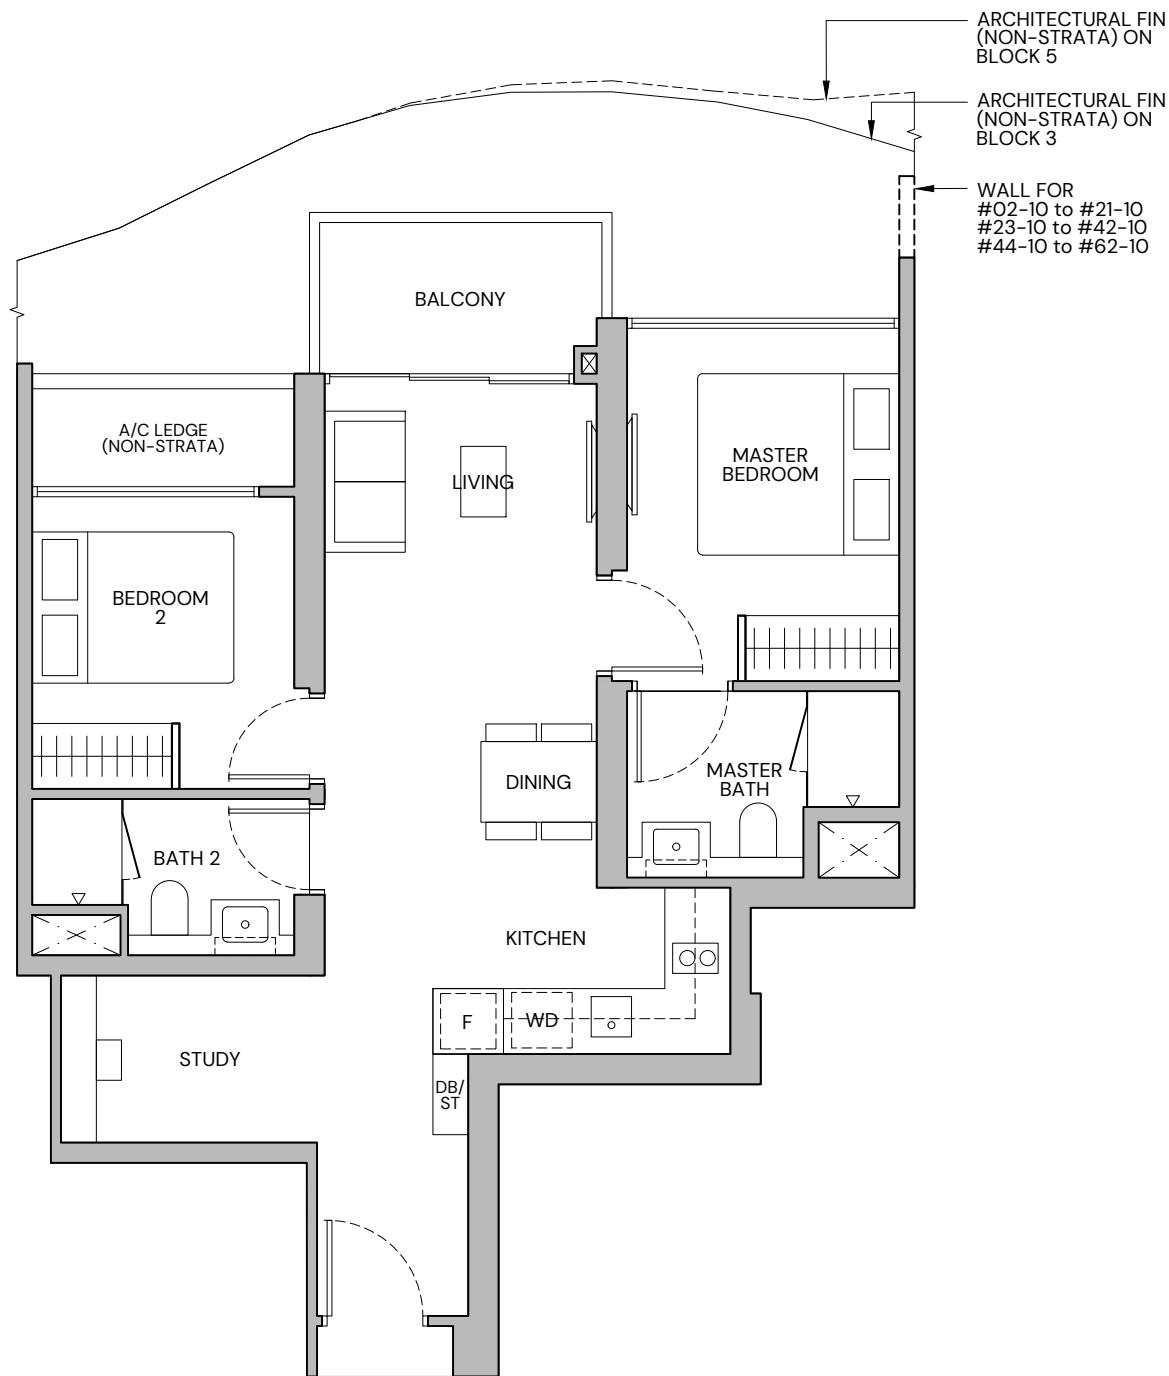 ARCHITECTURAL FIN
(NON-STRATA) ON
BLOCK 5
ARCHITECTURAL FIN
(NON-STRATA) ON
BLOCK 3
WALL FOR
#02-10 to #21-10
#23-10 to #42-10
#44-10 to #62-10
BALCONY
A/C LEDGE
(NON-STRATA)
LIVING
MASTER
BEDROOM
BEDROOM
2
DINING
MASTER
BATH
BATH 2
KITCHEN
F
WD
STUDY
DB/
ST